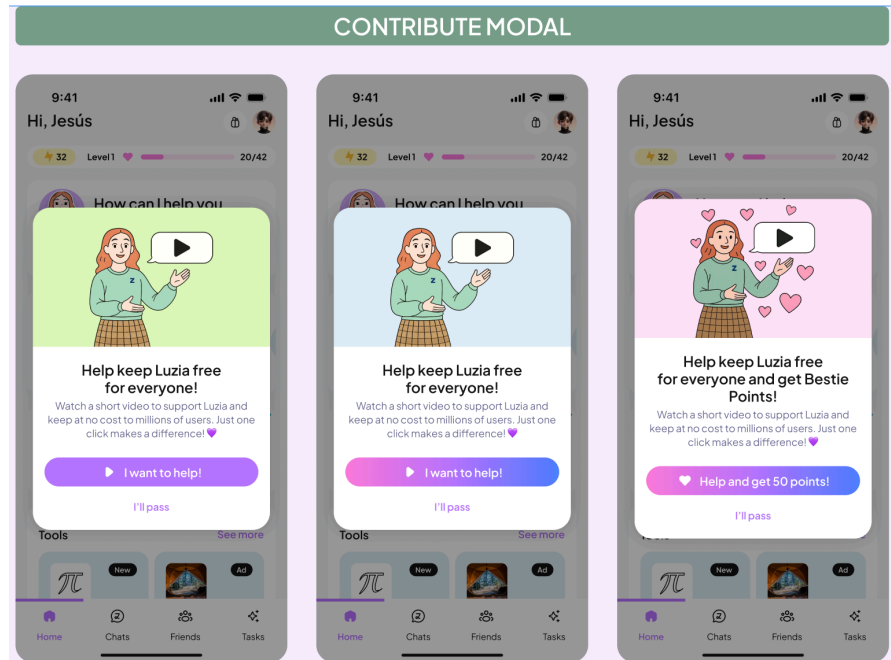 CONTRIBUTE MODAL
9:41
Hi, Jesús
32
Level 1
20/42
How can I help you
z
Help keep Luzia free
for everyone!
Watch a short video to support Luzia and
keep at no cost to millions of users. Just one
click makes a difference! 💜
I want to help!
I'll pass
Tools
See more
New
Ad
π
Home
Chats
Friends
Tasks
9:41
Hi, Jesús
32
Level 1
20/42
How can I help you
z
Help keep Luzia free
for everyone!
Watch a short video to support Luzia and
keep at no cost to millions of users. Just one
click makes a difference! 💜
I want to help!
I'll pass
Tools
See more
New
Ad
π
Home
Chats
Friends
Tasks
9:41
Hi, Jesús
32
Level 1
20/42
z
Help keep Luzia free
for everyone and get Bestie
Points!
Watch a short video to support Luzia and
keep at no cost to millions of users. Just one
click makes a difference! 💜
Help and get 50 points!
I'll pass
New
Ad
π
Home
Chats
Friends
Tasks